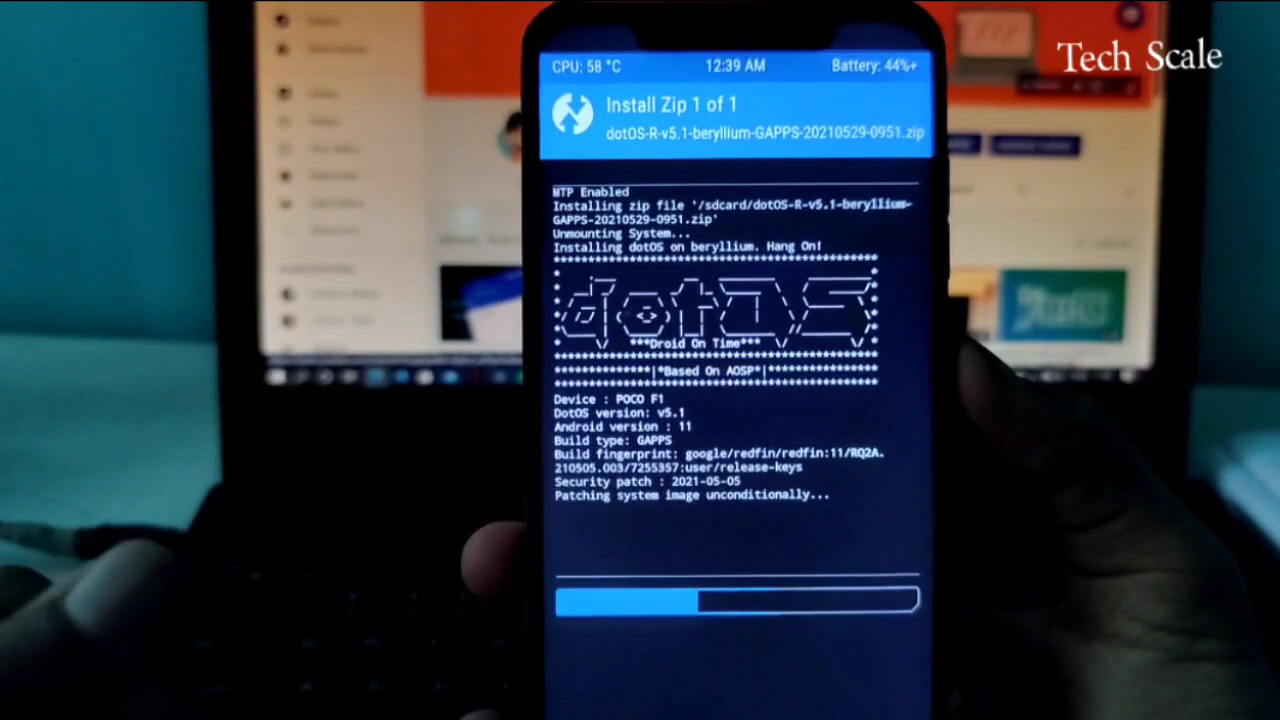 Tech Scale
CPU: 58 °C 12:39 AM Battery: 44%+
Install Zip 1 of 1
dotOS-R-v5.1-beryllium-GAPPS-20210529-0951.zip
MTP Enabled
Installing zip file '/sdcard/dotOS-R-v5.1-beryllium-
GAPPS-20210529-0951.zip'
Unmounting System...
Installing dotOS on beryllium. Hang On!
dotOS
***Droid On Time***
|*Based On AOSP*|
Device : POCO F1
DotOS version: v5.1
Android version : 11
Build type: GAPPS
Build fingerprint: google/redfin/redfin:11/RQ2A.
210505.003/7255357:user/release-keys
Security patch : 2021-05-05
Patching system image unconditionally...